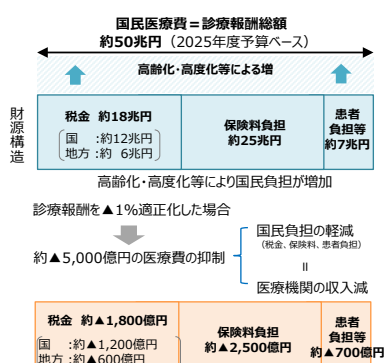 国民医療費＝診療報酬総額
約50兆円（2025年度予算ベース）
高齢化・高度化等による増
財源構造
税金 約18兆円
国　：約12兆円
地方：約 6兆円
保険料負担
約25兆円
患者
負担等
約7兆円
高齢化・高度化等により国民負担が増加
診療報酬を▲1％適正化した場合
約▲5,000億円の医療費の抑制
国民負担の軽減
（税金、保険料、患者負担）
＝
医療機関の収入減
税金 約▲1,800億円
国　：約▲1,200億円
地方：約▲600億円
保険料負担
約▲2,500億円
患者
負担等
約▲700億円